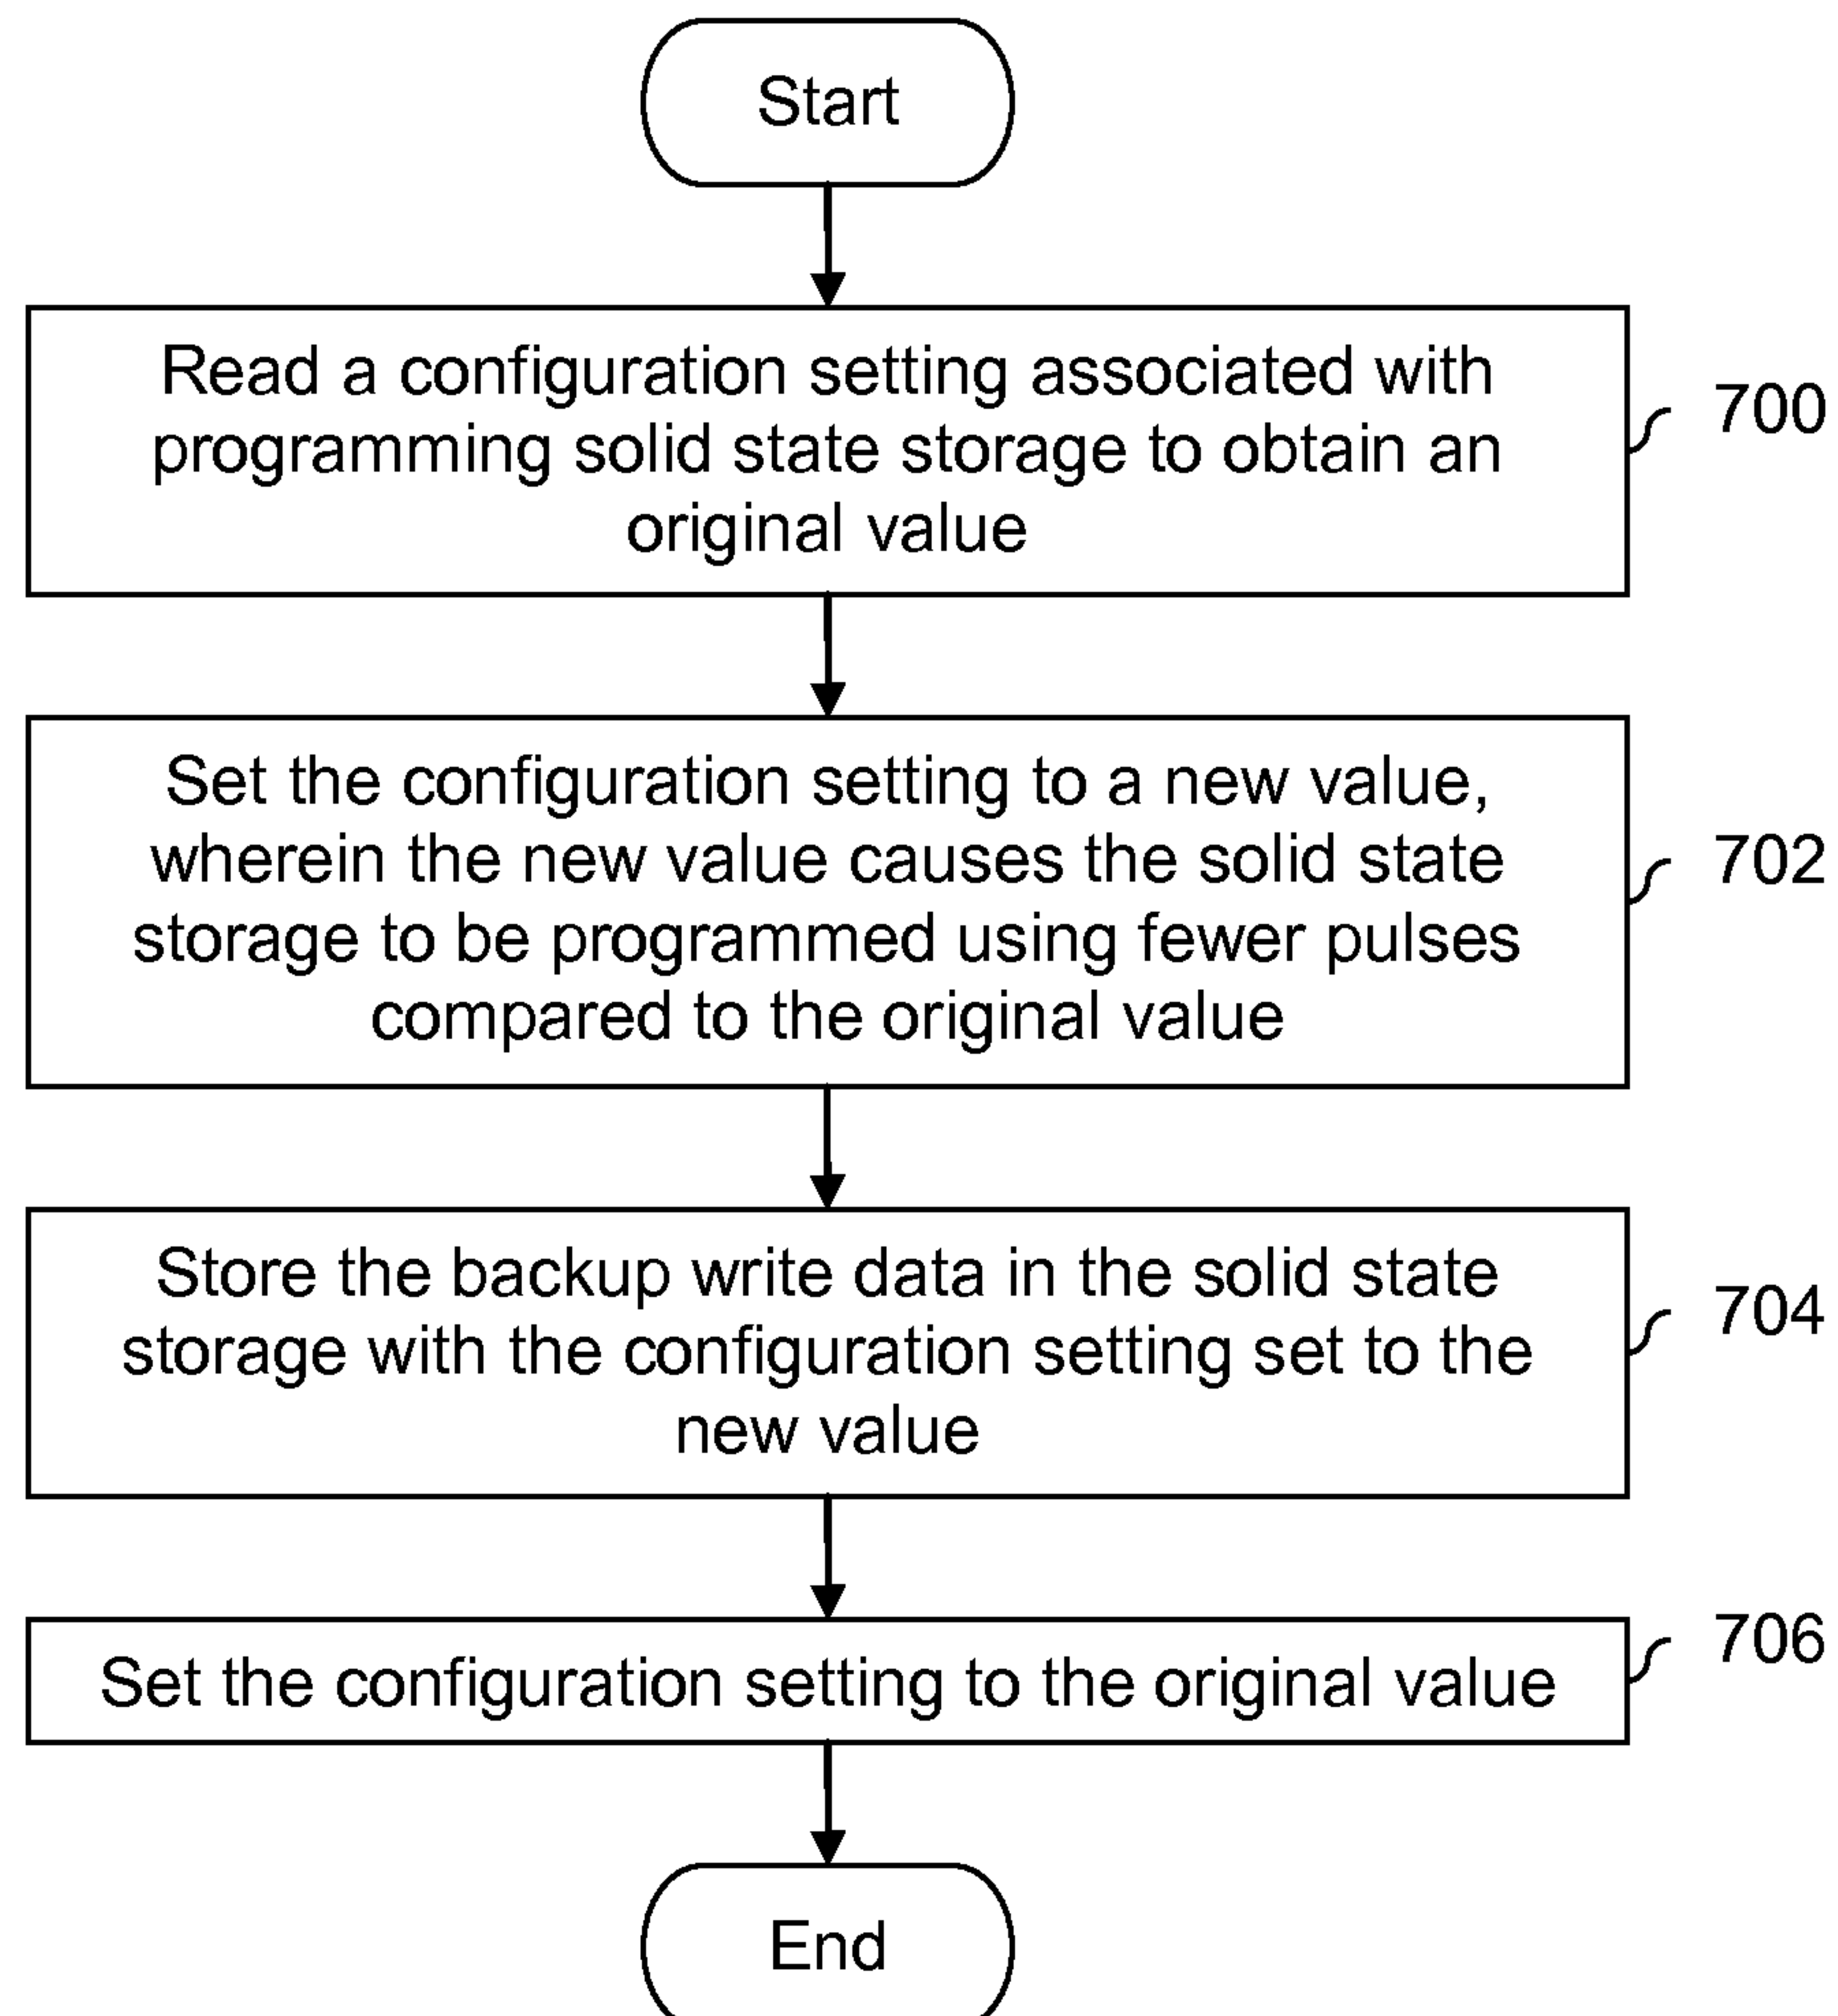 Start
Read a configuration setting associated with
programming solid state storage to obtain an
original value
700
Set the configuration setting to a new value,
wherein the new value causes the solid state
storage to be programmed using fewer pulses
compared to the original value
702
Store the backup write data in the solid state
storage with the configuration setting set to the
new value
704
Set the configuration setting to the original value
706
End